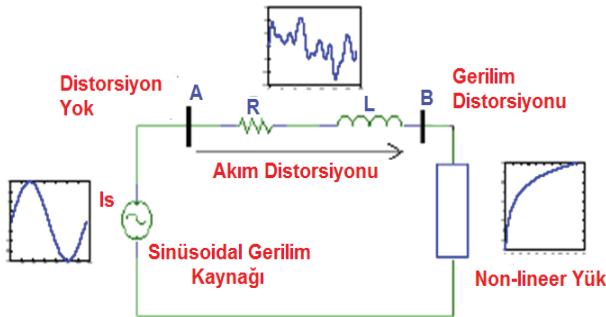 Distorsiyon
Yok
A
R
L
B
Gerilim
Distorsiyonu
Akım Distorsiyonu
Is
Sinüsoidal Gerilim
Kaynağı
Non-lineer Yük